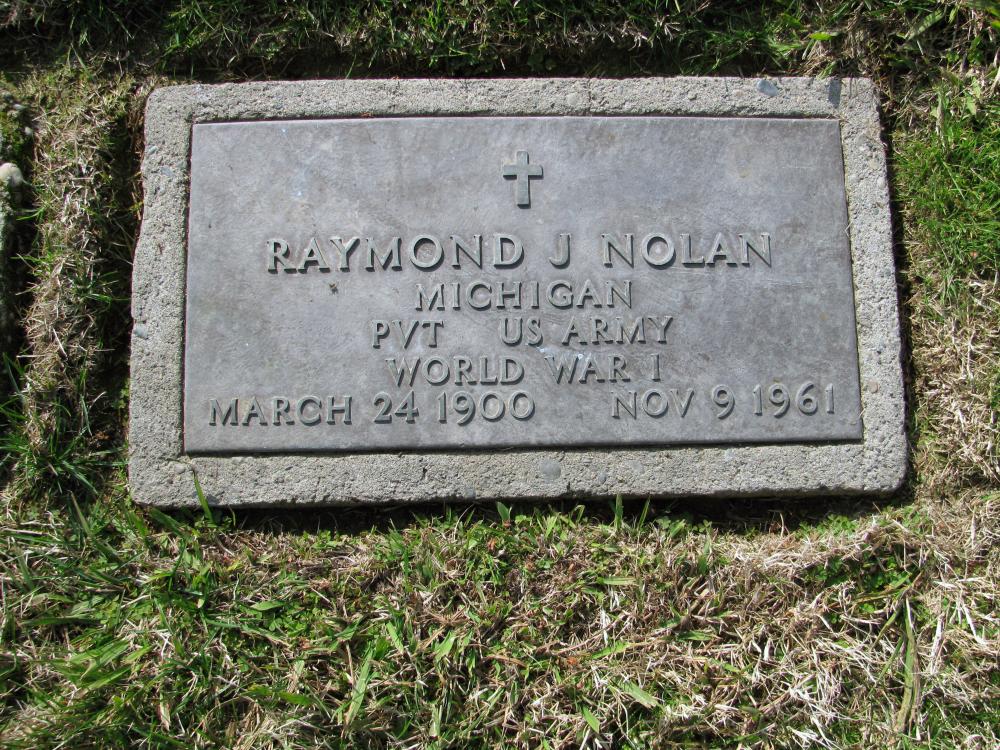 RAYMOND J NOLAN
MICHIGAN
PVT US ARMY
WORLD WAR I
MARCH 24 1900 NOV 9 1961